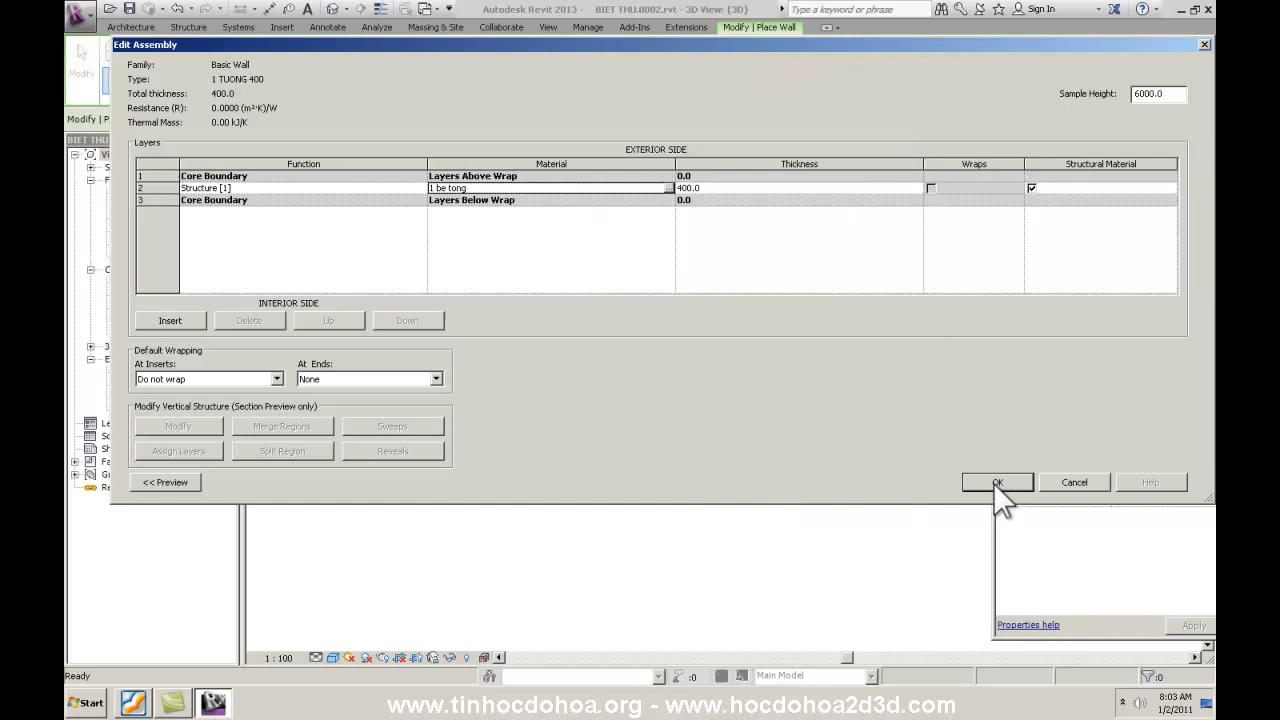 Autodesk Revit 2013 - BIET THU.0002.rvt - 3D View: {3D}
Type a keyword or phrase
Sign In
Architecture Structure Systems Insert Annotate Analyze Massing & Site Collaborate View Manage Add-Ins Extensions Modify | Place Wall
Modify
Modify | P
BIET THU
Edit Assembly
Family: Basic Wall
Type: 1 TUONG 400
Total thickness: 400.0
Resistance (R): 0.0000 (m²·K)/W
Thermal Mass: 0.00 kJ/K
Sample Height: 6000.0
Layers
EXTERIOR SIDE
Function Material Thickness Wraps Structural Material
1 Core Boundary Layers Above Wrap 0.0
2 Structure [1] 1 be tong ... 400.0
3 Core Boundary Layers Below Wrap 0.0
INTERIOR SIDE
Insert Delete Up Down
Default Wrapping
At Inserts: At Ends:
Do not wrap None
Modify Vertical Structure (Section Preview only)
Modify Merge Regions Sweeps
Assign Layers Split Region Reveals
<< Preview OK Cancel Help
Properties help Apply
1 : 100
Ready :0 Main Model :0
Start
8:03 AM
1/2/2011
www.tinhocdohoa.org - www.hocdohoa2d3d.com